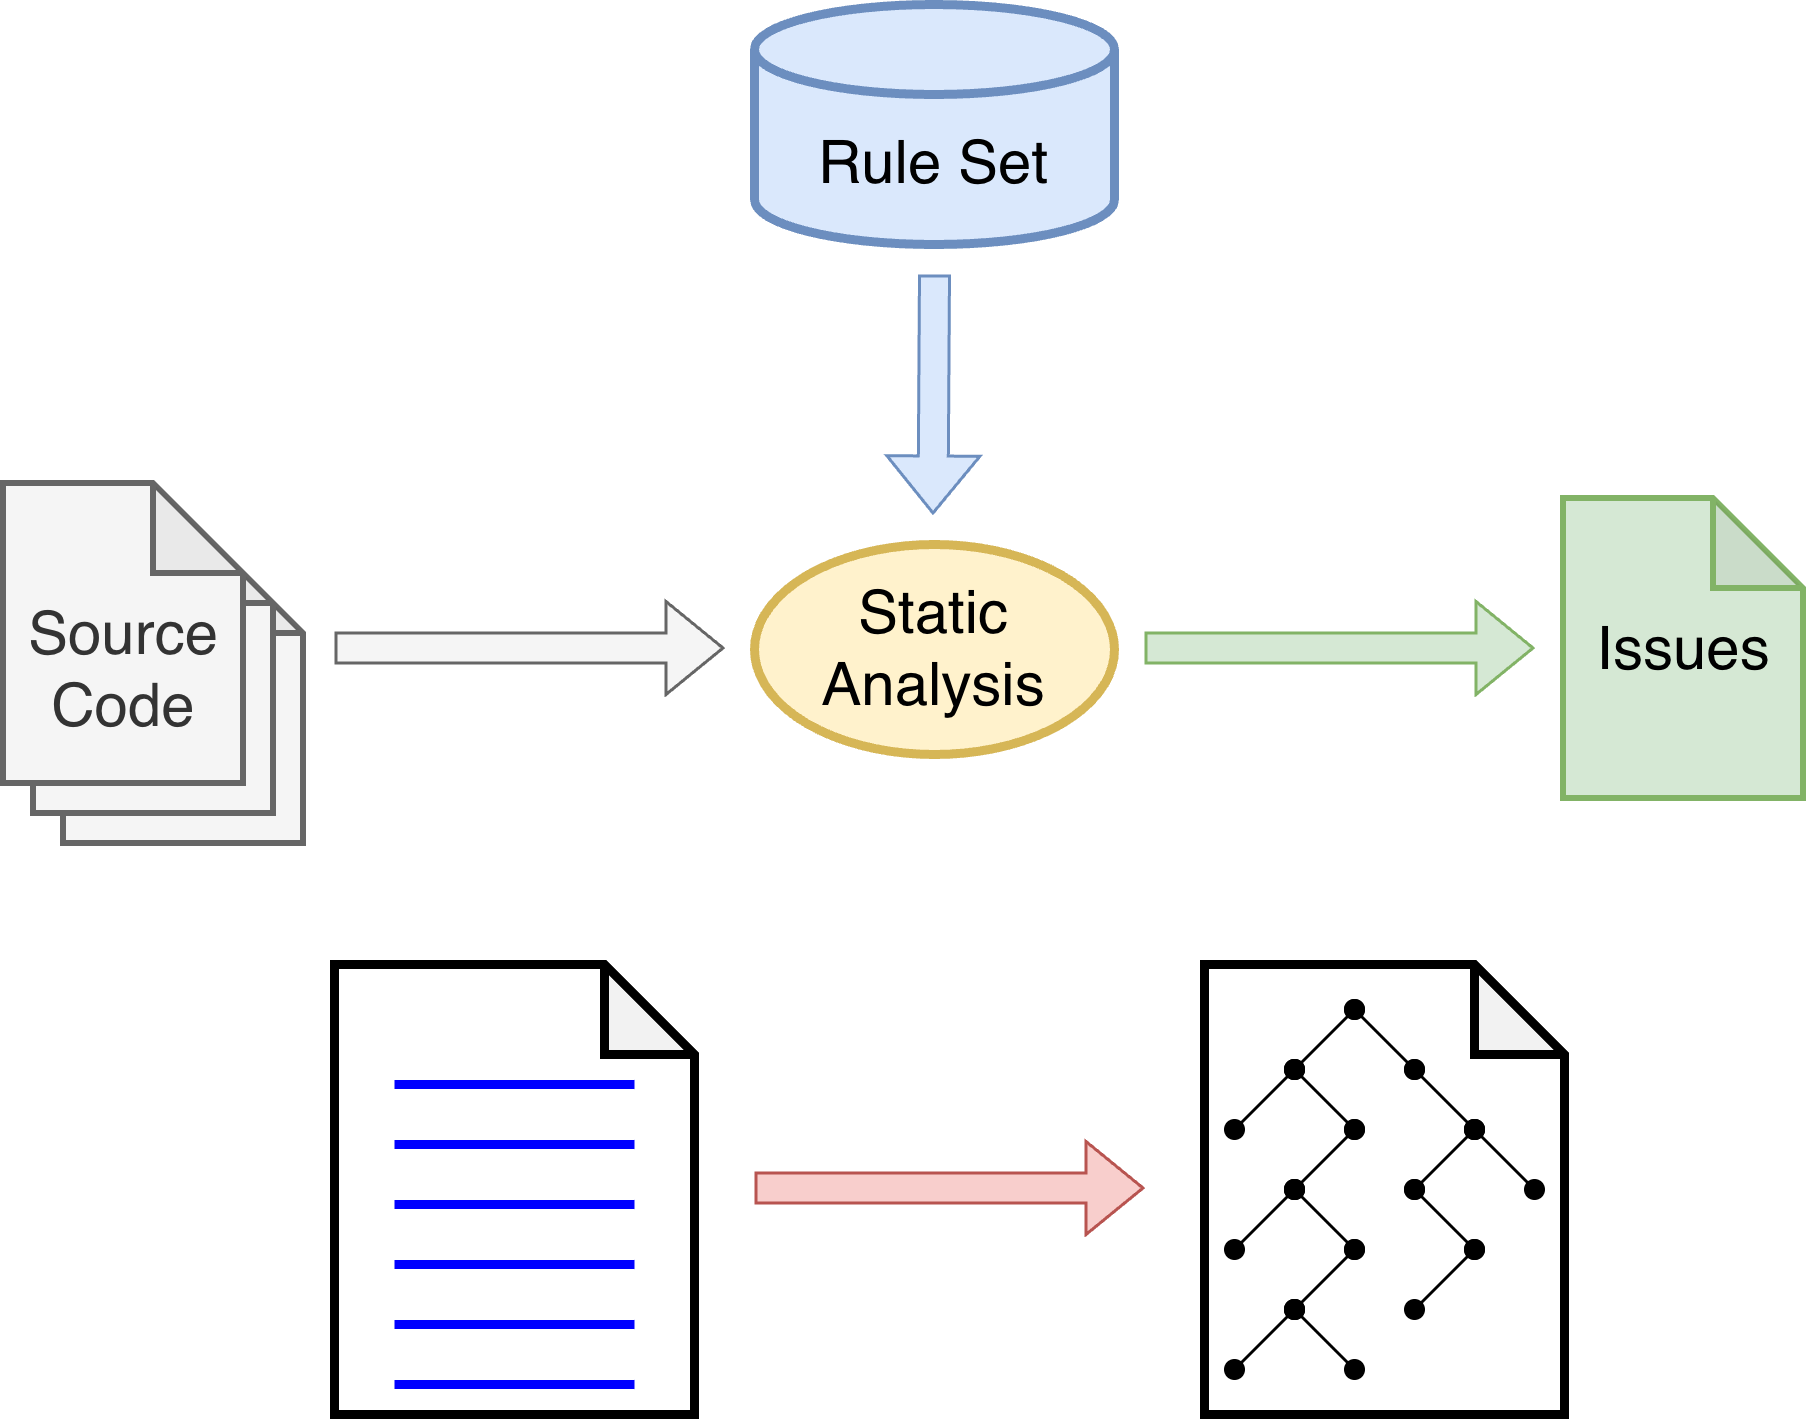 Rule Set
Source
Code
Static
Analysis
Issues